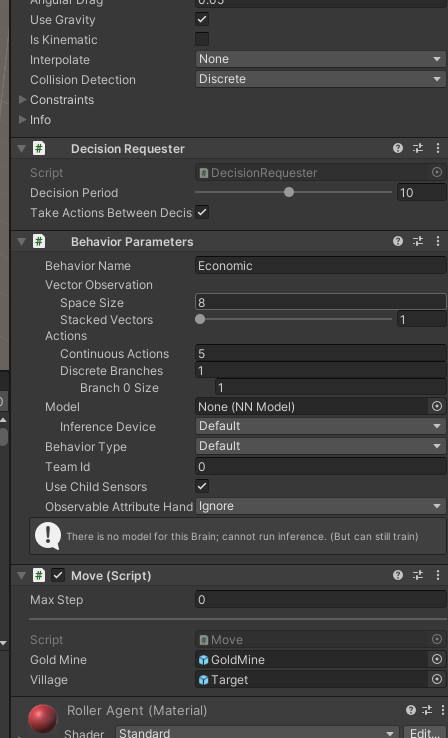 Angular Drag 0.05
Use Gravity
Is Kinematic
Interpolate None
Collision Detection Discrete
Constraints
Info
# Decision Requester
Script # DecisionRequester
Decision Period 10
Take Actions Between Decis
# Behavior Parameters
Behavior Name Economic
Vector Observation
Space Size 8
Stacked Vectors 1
Actions
Continuous Actions 5
Discrete Branches 1
Branch 0 Size 1
Model None (NN Model)
Inference Device Default
Behavior Type Default
Team Id 0
Use Child Sensors
Observable Attribute Hand Ignore
There is no model for this Brain; cannot run inference. (But can still train)
# Move (Script)
Max Step 0
Script # Move
Gold Mine GoldMine
Village Target
Roller Agent (Material)
Shader Standard Edit...